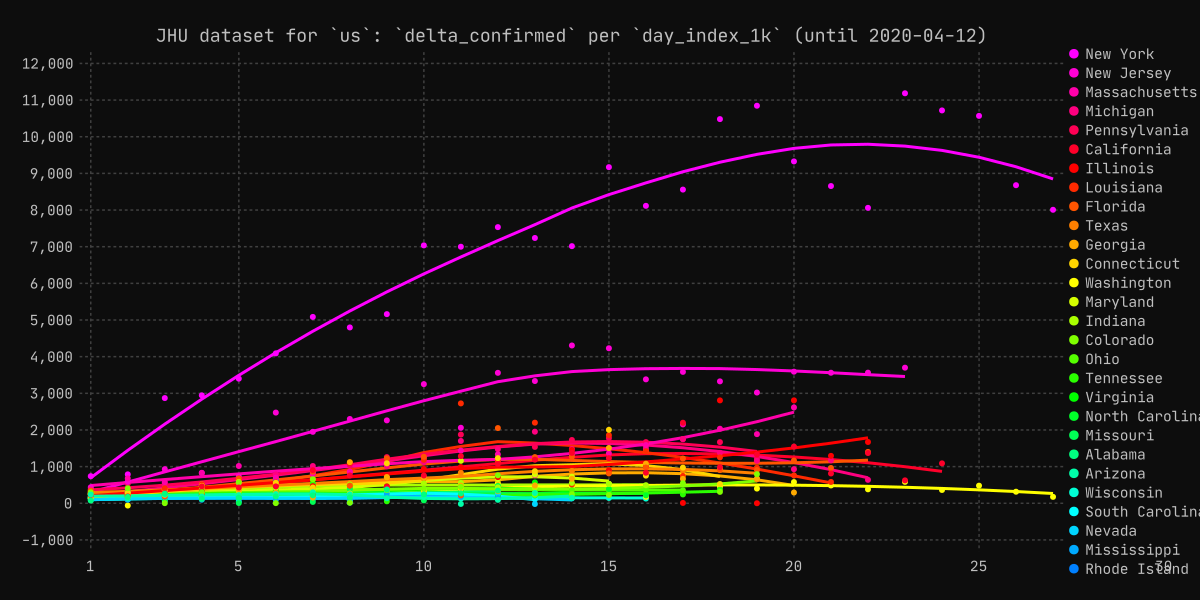 JHU dataset for `us`: `delta_confirmed` per `day_index_1k` (until 2020-04-12)
12,000
11,000
10,000
9,000
8,000
7,000
6,000
5,000
4,000
3,000
2,000
1,000
0
-1,000
1 5 10 15 20 25 30
New York
New Jersey
Massachusetts
Michigan
Pennsylvania
California
Illinois
Louisiana
Florida
Texas
Georgia
Connecticut
Washington
Maryland
Indiana
Colorado
Ohio
Tennessee
Virginia
North Carolina
Missouri
Alabama
Arizona
Wisconsin
South Carolina
Nevada
Mississippi
Rhode Island